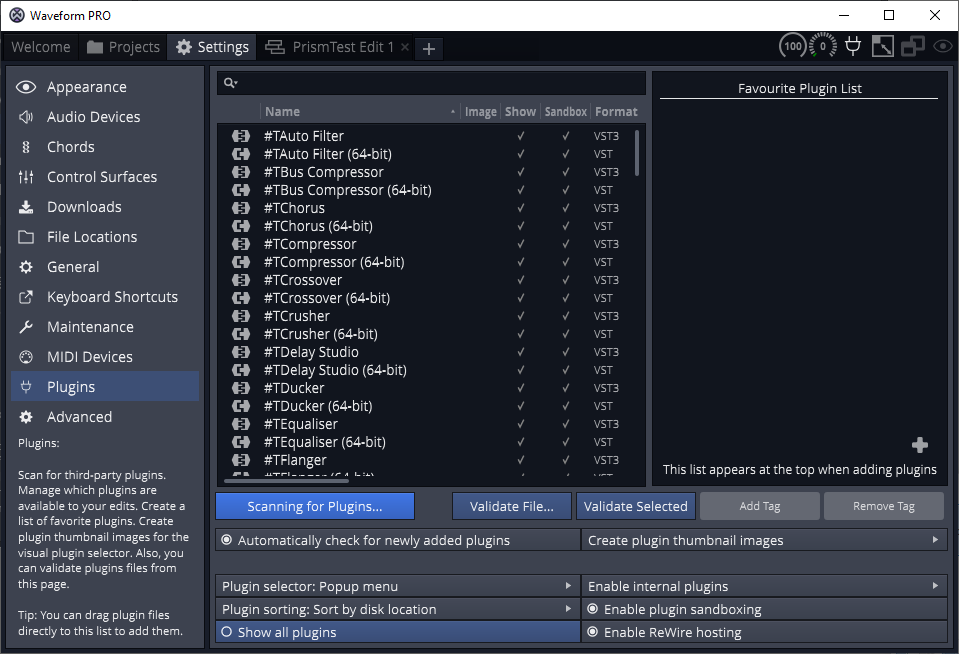 Waveform PRO
Welcome Projects Settings PrismTest Edit 1 × +
100 0
Appearance
Audio Devices
Chords
Control Surfaces
Downloads
File Locations
General
Keyboard Shortcuts
Maintenance
MIDI Devices
Plugins
Advanced
Plugins:
Scan for third-party plugins.
Manage which plugins are
available to your edits. Create a
list of favorite plugins. Create
plugin thumbnail images for the
visual plugin selector. Also, you
can validate plugins files from
this page.
Tip: You can drag plugin files
directly to this list to add them.
Name Image Show Sandbox Format
#TAuto Filter ✓ ✓ VST3
#TAuto Filter (64-bit) ✓ ✓ VST
#TBus Compressor ✓ ✓ VST3
#TBus Compressor (64-bit) ✓ ✓ VST
#TChorus ✓ ✓ VST3
#TChorus (64-bit) ✓ ✓ VST
#TCompressor ✓ ✓ VST3
#TCompressor (64-bit) ✓ ✓ VST
#TCrossover ✓ ✓ VST3
#TCrossover (64-bit) ✓ ✓ VST
#TCrusher ✓ ✓ VST3
#TCrusher (64-bit) ✓ ✓ VST
#TDelay Studio ✓ ✓ VST3
#TDelay Studio (64-bit) ✓ ✓ VST
#TDucker ✓ ✓ VST3
#TDucker (64-bit) ✓ ✓ VST
#TEqualiser ✓ ✓ VST3
#TEqualiser (64-bit) ✓ ✓ VST
#TFlanger ✓ ✓ VST3
#TFlanger (64-bit) ✓ ✓ VST
Favourite Plugin List
This list appears at the top when adding plugins
Scanning for Plugins... Validate File... Validate Selected Add Tag Remove Tag
Automatically check for newly added plugins Create plugin thumbnail images
Plugin selector: Popup menu Enable internal plugins
Plugin sorting: Sort by disk location Enable plugin sandboxing
Show all plugins Enable ReWire hosting